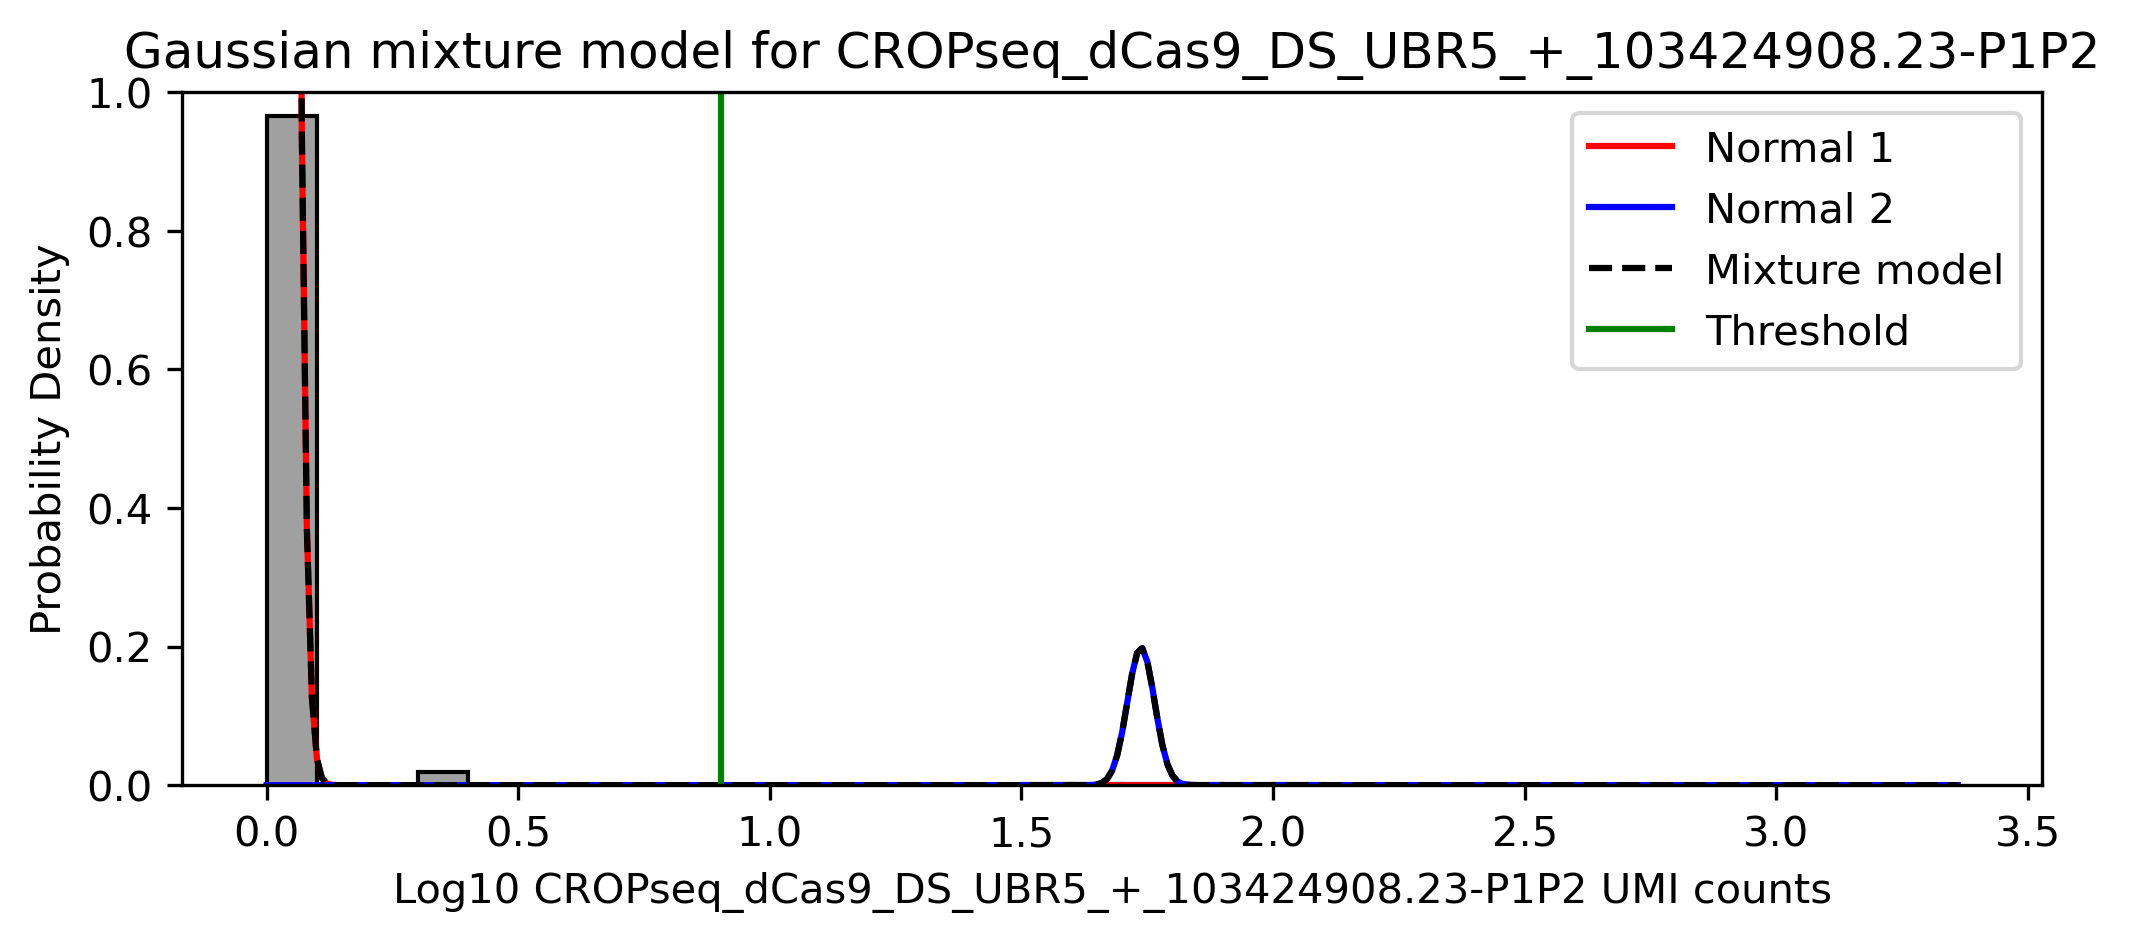 Gaussian mixture model for CROPseq_dCas9_DS_UBR5_+_103424908.23-P1P2
Probability Density
1.0
0.8
0.6
0.4
0.2
0.0
Normal 1
Normal 2
Mixture model
Threshold
0.0 0.5 1.0 1.5 2.0 2.5 3.0 3.5
Log10 CROPseq_dCas9_DS_UBR5_+_103424908.23-P1P2 UMI counts